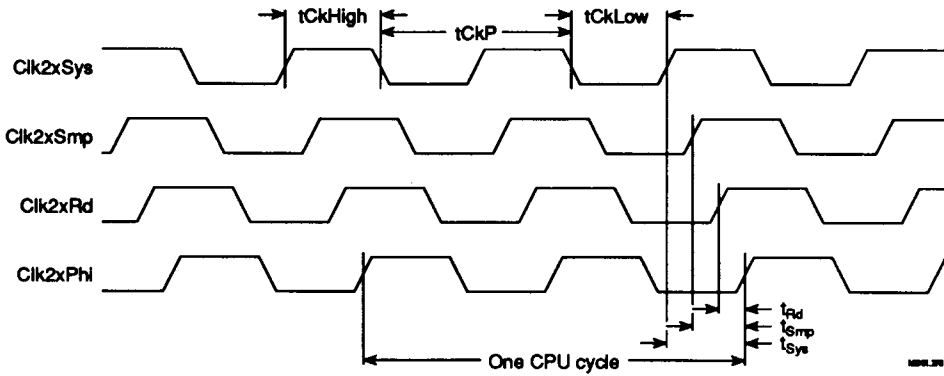 tCkHigh
tCkP
tCkLow
Clk2xSys
Clk2xSmp
Clk2xRd
Clk2xPhi
tRd
tSmp
tSys
One CPU cycle